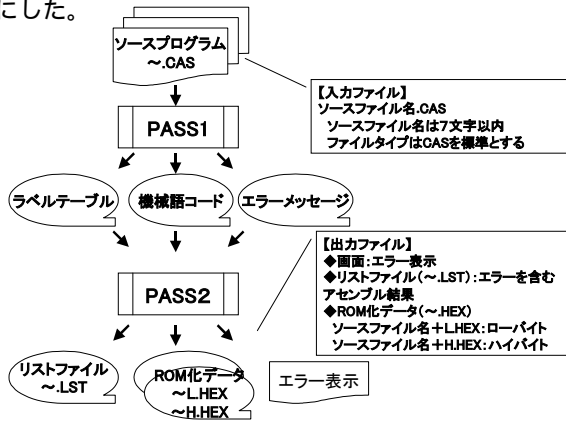 にした。
ソースプログラム
~.CAS
【入力ファイル】
ソースファイル名.CAS
ソースファイル名は7文字以内
ファイルタイプはCASを標準とする
PASS1
ラベルテーブル
機械語コード
エラーメッセージ
【出力ファイル】
◆画面:エラー表示
◆リストファイル(~.LST):エラーを含む
アセンブル結果
◆ROM化データ(~.HEX)
ソースファイル名+L.HEX:ローバイト
ソースファイル名+H.HEX:ハイバイト
PASS2
リストファイル
~.LST
ROM化データ
~L.HEX
~H.HEX
エラー表示